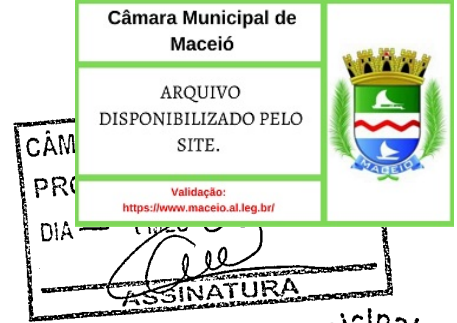 Câmara Municipal de
Maceió
ARQUIVO
DISPONIBILIZADO PELO
SITE.
Validação:
https://www.maceio.al.leg.br/
MACEIÓ
CÂM
PRO
DIA
ASSINATURA